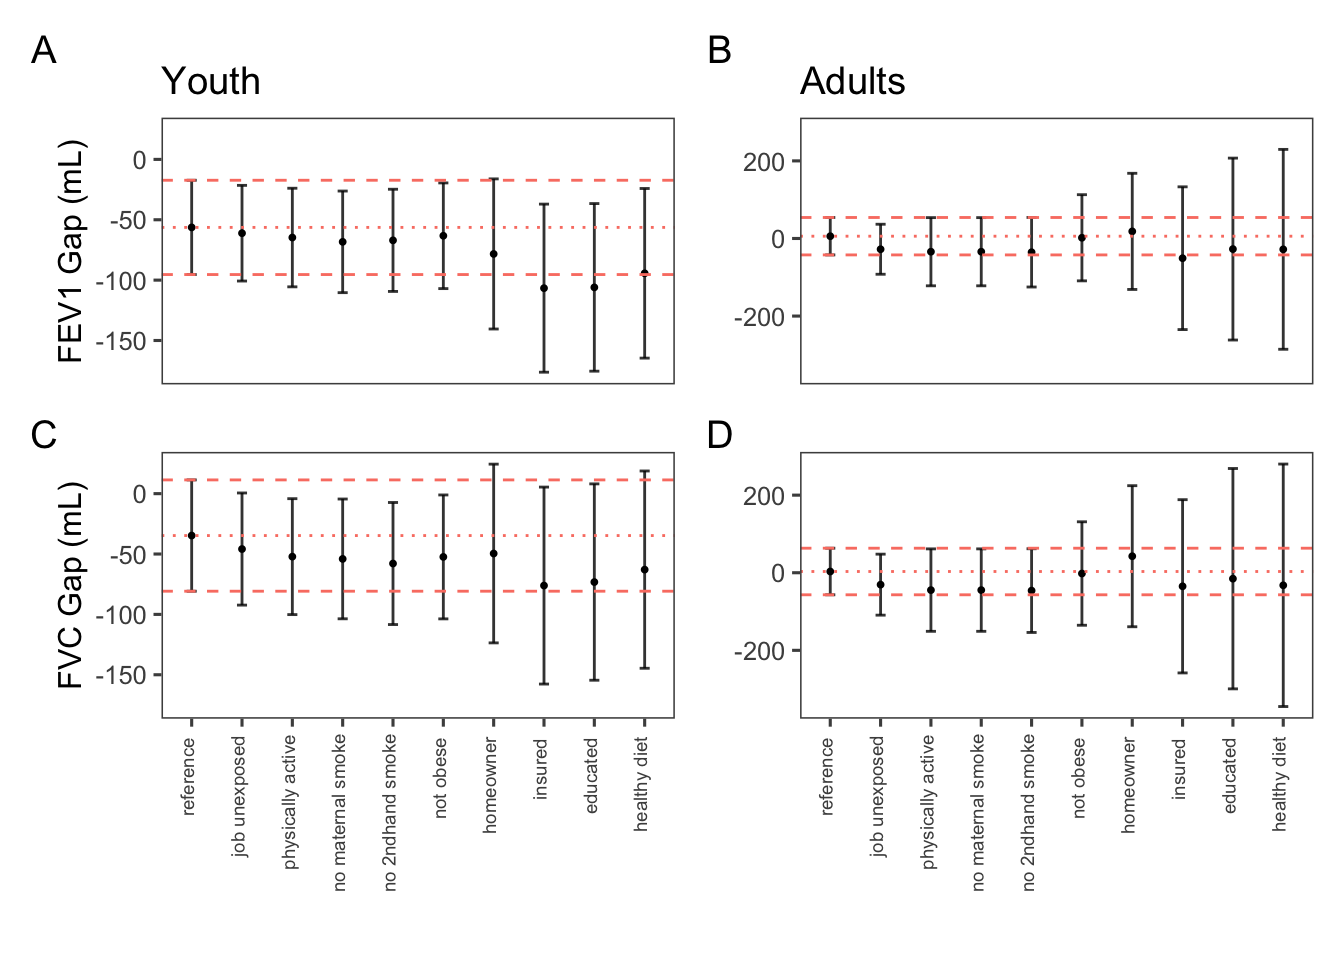 A
Youth
FEV1 Gap (mL)
0
-50
-100
-150
B
Adults
200
0
-200
C
FVC Gap (mL)
0
-50
-100
-150
reference
job unexposed
physically active
no maternal smoke
no 2ndhand smoke
not obese
homeowner
insured
educated
healthy diet
D
200
0
-200
reference
job unexposed
physically active
no maternal smoke
no 2ndhand smoke
not obese
homeowner
insured
educated
healthy diet